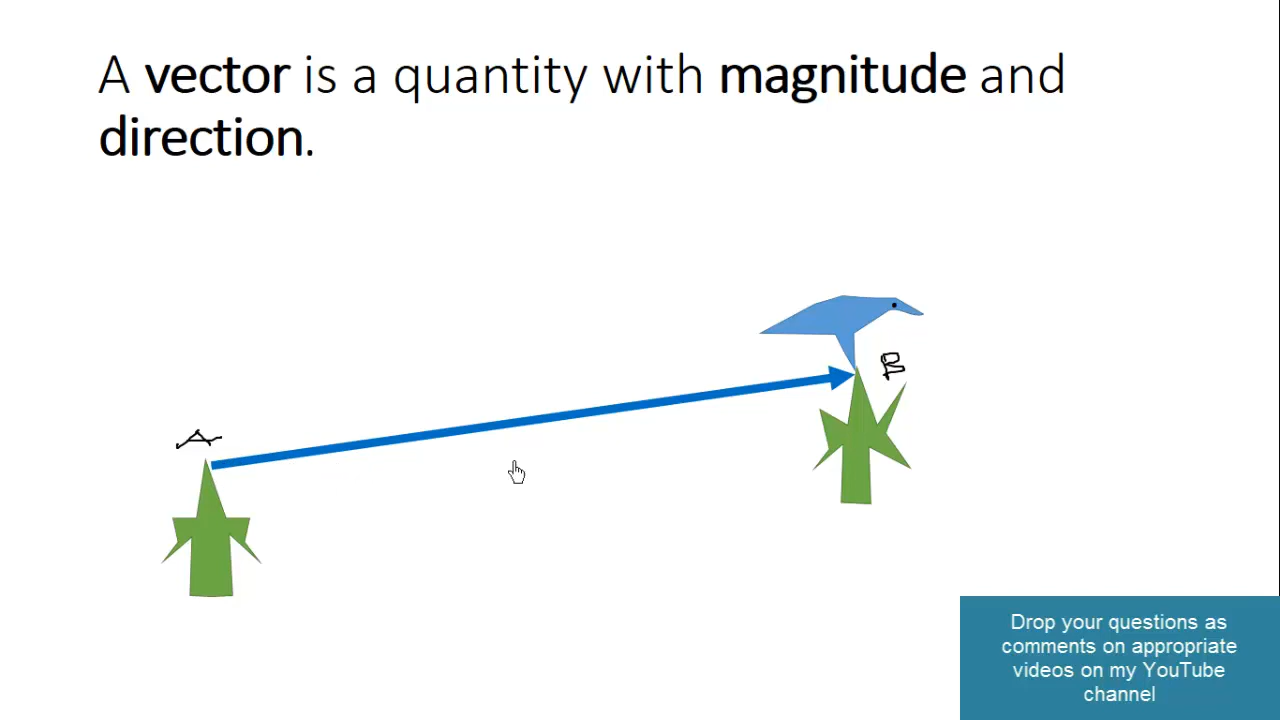 A vector is a quantity with magnitude and
direction.
A
B
Drop your questions as
comments on appropriate
videos on my YouTube
channel